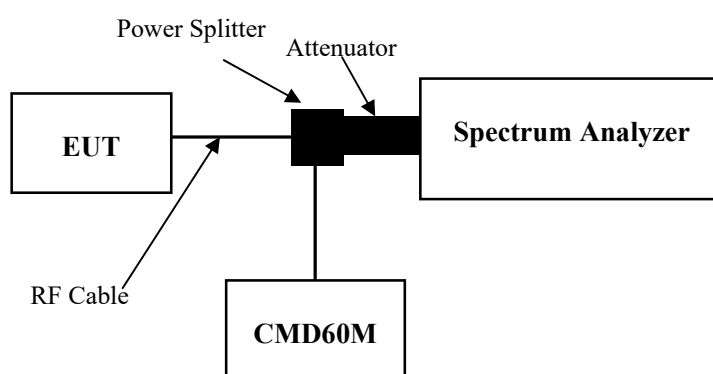 Power Splitter
Attenuator
EUT
Spectrum Analyzer
RF Cable
CMD60M